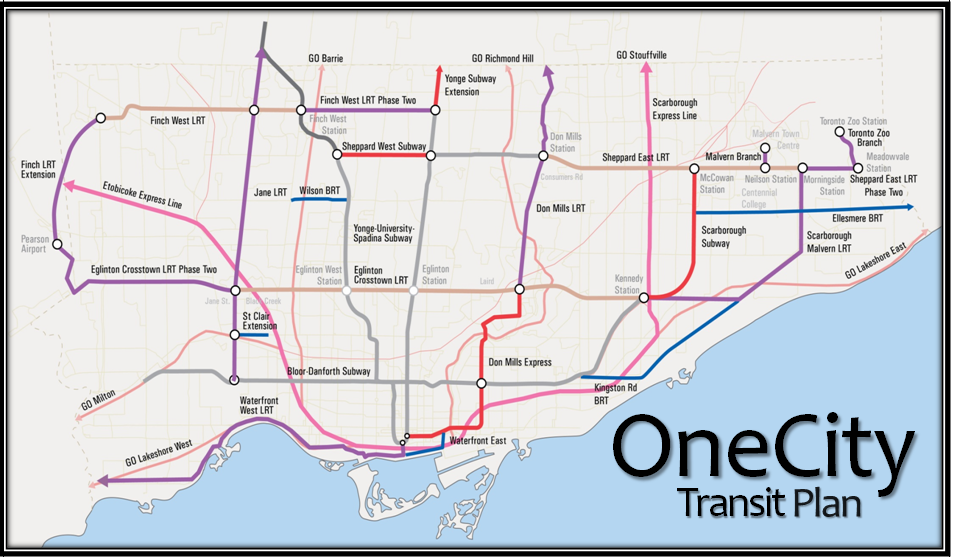 GO Barrie
GO Richmond Hill
GO Stouffville
Yonge Subway
Extension
Finch West LRT Phase Two
Finch West LRT
Finch West
Station
Scarborough
Express Line
Toronto Zoo Station
Toronto Zoo
Branch
Malvern Town
Centre
Don Mills
Station
Sheppard West Subway
Sheppard East LRT
Malvern Branch
Meadowvale
Station
Consumers Rd
McCowan
Station
Neilson Station
Centennial
College
Morningside
Station
Sheppard East LRT
Phase Two
Finch LRT
Extension
Etobicoke Express Line
Jane LRT
Wilson BRT
Don Mills LRT
Ellesmere BRT
Yonge-University-
Spadina Subway
Scarborough
Subway
Scarborough
Malvern LRT
Pearson
Airport
GO Lakeshore East
Eglinton Crosstown LRT Phase Two
Eglinton West
Station
Eglinton
Crosstown LRT
Eglinton
Station
Laird
Kennedy
Station
Jane St.
Black Creek
St Clair
Extension
Don Mills Express
Bloor-Danforth Subway
Kingston Rd
BRT
GO Milton
Waterfront
West LRT
Waterfront East
GO Lakeshore West
OneCity
Transit Plan